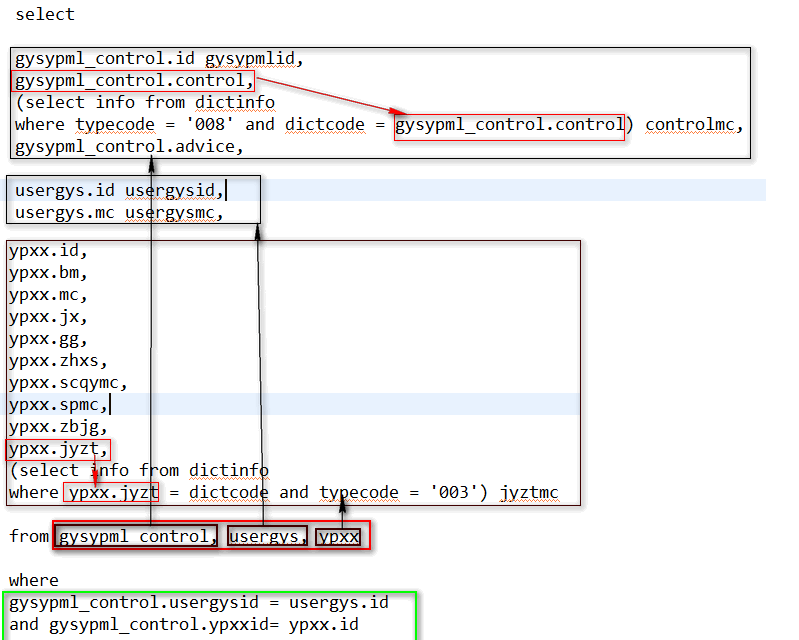 select
gysypml_control.id gysypmlid,
gysypml_control.control,
(select info from dictinfo
where typecode = '008' and dictcode = gysypml_control.control) controlmc,
gysypml_control.advice,
usergys.id usergysid,
usergys.mc usergysmc,
ypxx.id,
ypxx.bm,
ypxx.mc,
ypxx.jx,
ypxx.gg,
ypxx.zhxs,
ypxx.scqymc,
ypxx.spmc,
ypxx.zbjg,
ypxx.jyzt,
(select info from dictinfo
where ypxx.jyzt = dictcode and typecode = '003') jyztmc
from gysypml_control, usergys, ypxx
where
gysypml_control.usergysid = usergys.id
and gysypml_control.ypxxid= ypxx.id